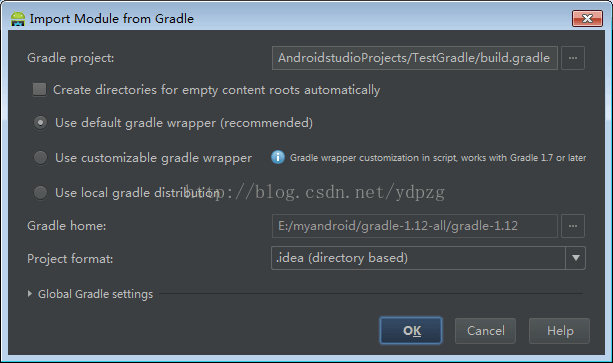 Import Module from Gradle
Gradle project: AndroidstudioProjects/TestGradle/build.gradle ...
Create directories for empty content roots automatically
Use default gradle wrapper (recommended)
Use customizable gradle wrapper Gradle wrapper customization in script, works with Gradle 1.7 or later
Use local gradle distribution http://blog.csdn.net/ydpzg
Gradle home: E:/myandroid/gradle-1.12-all/gradle-1.12 ...
Project format: .idea (directory based)
Global Gradle settings
OK Cancel Help